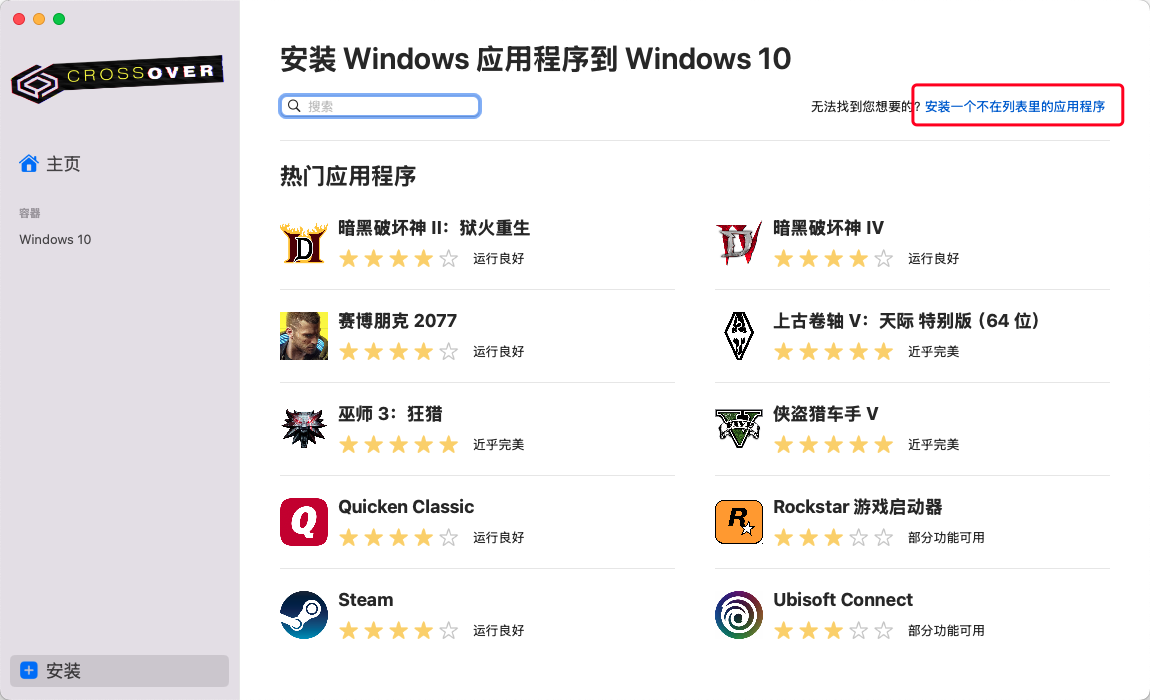 CROSSOVER
主页
容器
Windows 10
安装
安装 Windows 应用程序到 Windows 10
搜索
无法找到您想要的? 安装一个不在列表里的应用程序
热门应用程序
暗黑破坏神 II：狱火重生
运行良好
暗黑破坏神 IV
运行良好
赛博朋克 2077
运行良好
上古卷轴 V：天际 特别版（64 位）
近乎完美
巫师 3：狂猎
近乎完美
侠盗猎车手 V
近乎完美
Quicken Classic
运行良好
Rockstar 游戏启动器
部分功能可用
Steam
运行良好
Ubisoft Connect
部分功能可用